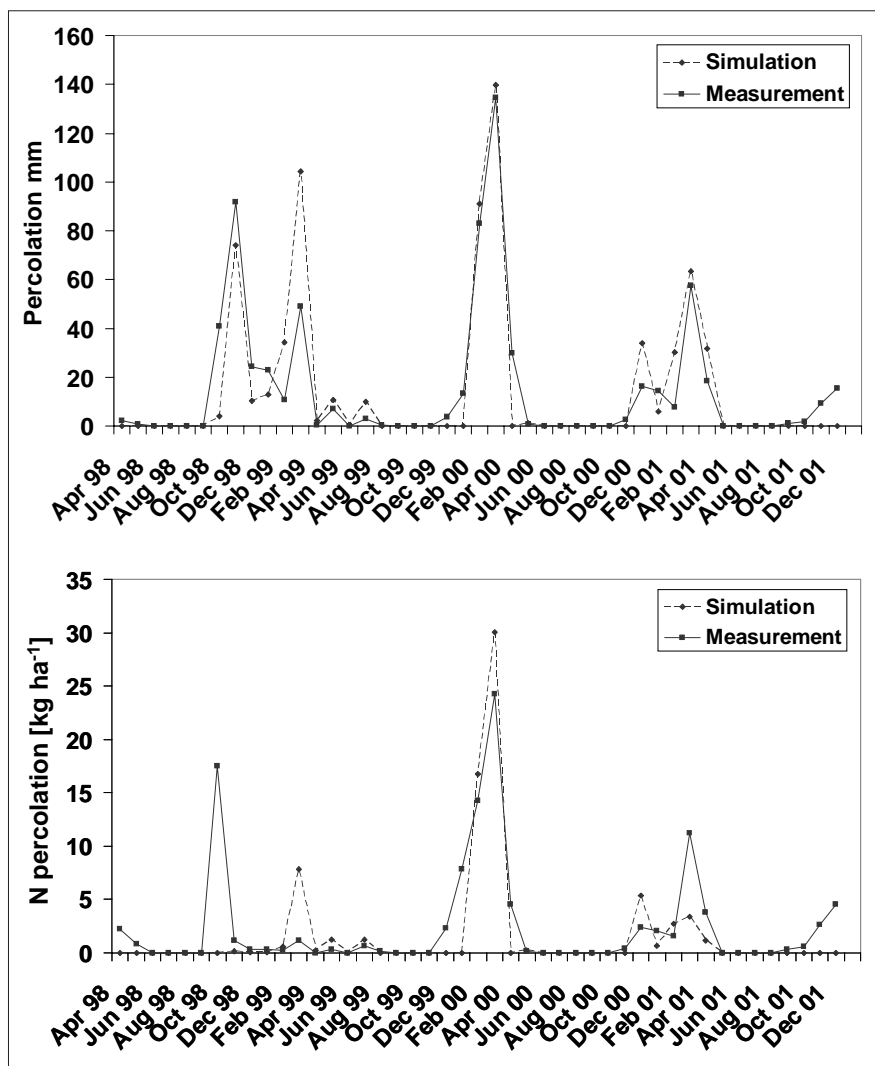 160
140
120
100
80
60
40
20
0
Percolation mm
Simulation
Measurement
Apr 98
Jun 98
Aug 98
Oct 98
Dec 98
Feb 99
Apr 99
Jun 99
Aug 99
Oct 99
Dec 99
Feb 00
Apr 00
Jun 00
Aug 00
Oct 00
Dec 00
Feb 01
Apr 01
Jun 01
Aug 01
Oct 01
Dec 01
35
30
25
20
15
10
5
0
N percolation [kg ha⁻¹]
Simulation
Measurement
Apr 98
Jun 98
Aug 98
Oct 98
Dec 98
Feb 99
Apr 99
Jun 99
Aug 99
Oct 99
Dec 99
Feb 00
Apr 00
Jun 00
Aug 00
Oct 00
Dec 00
Feb 01
Apr 01
Jun 01
Aug 01
Oct 01
Dec 01